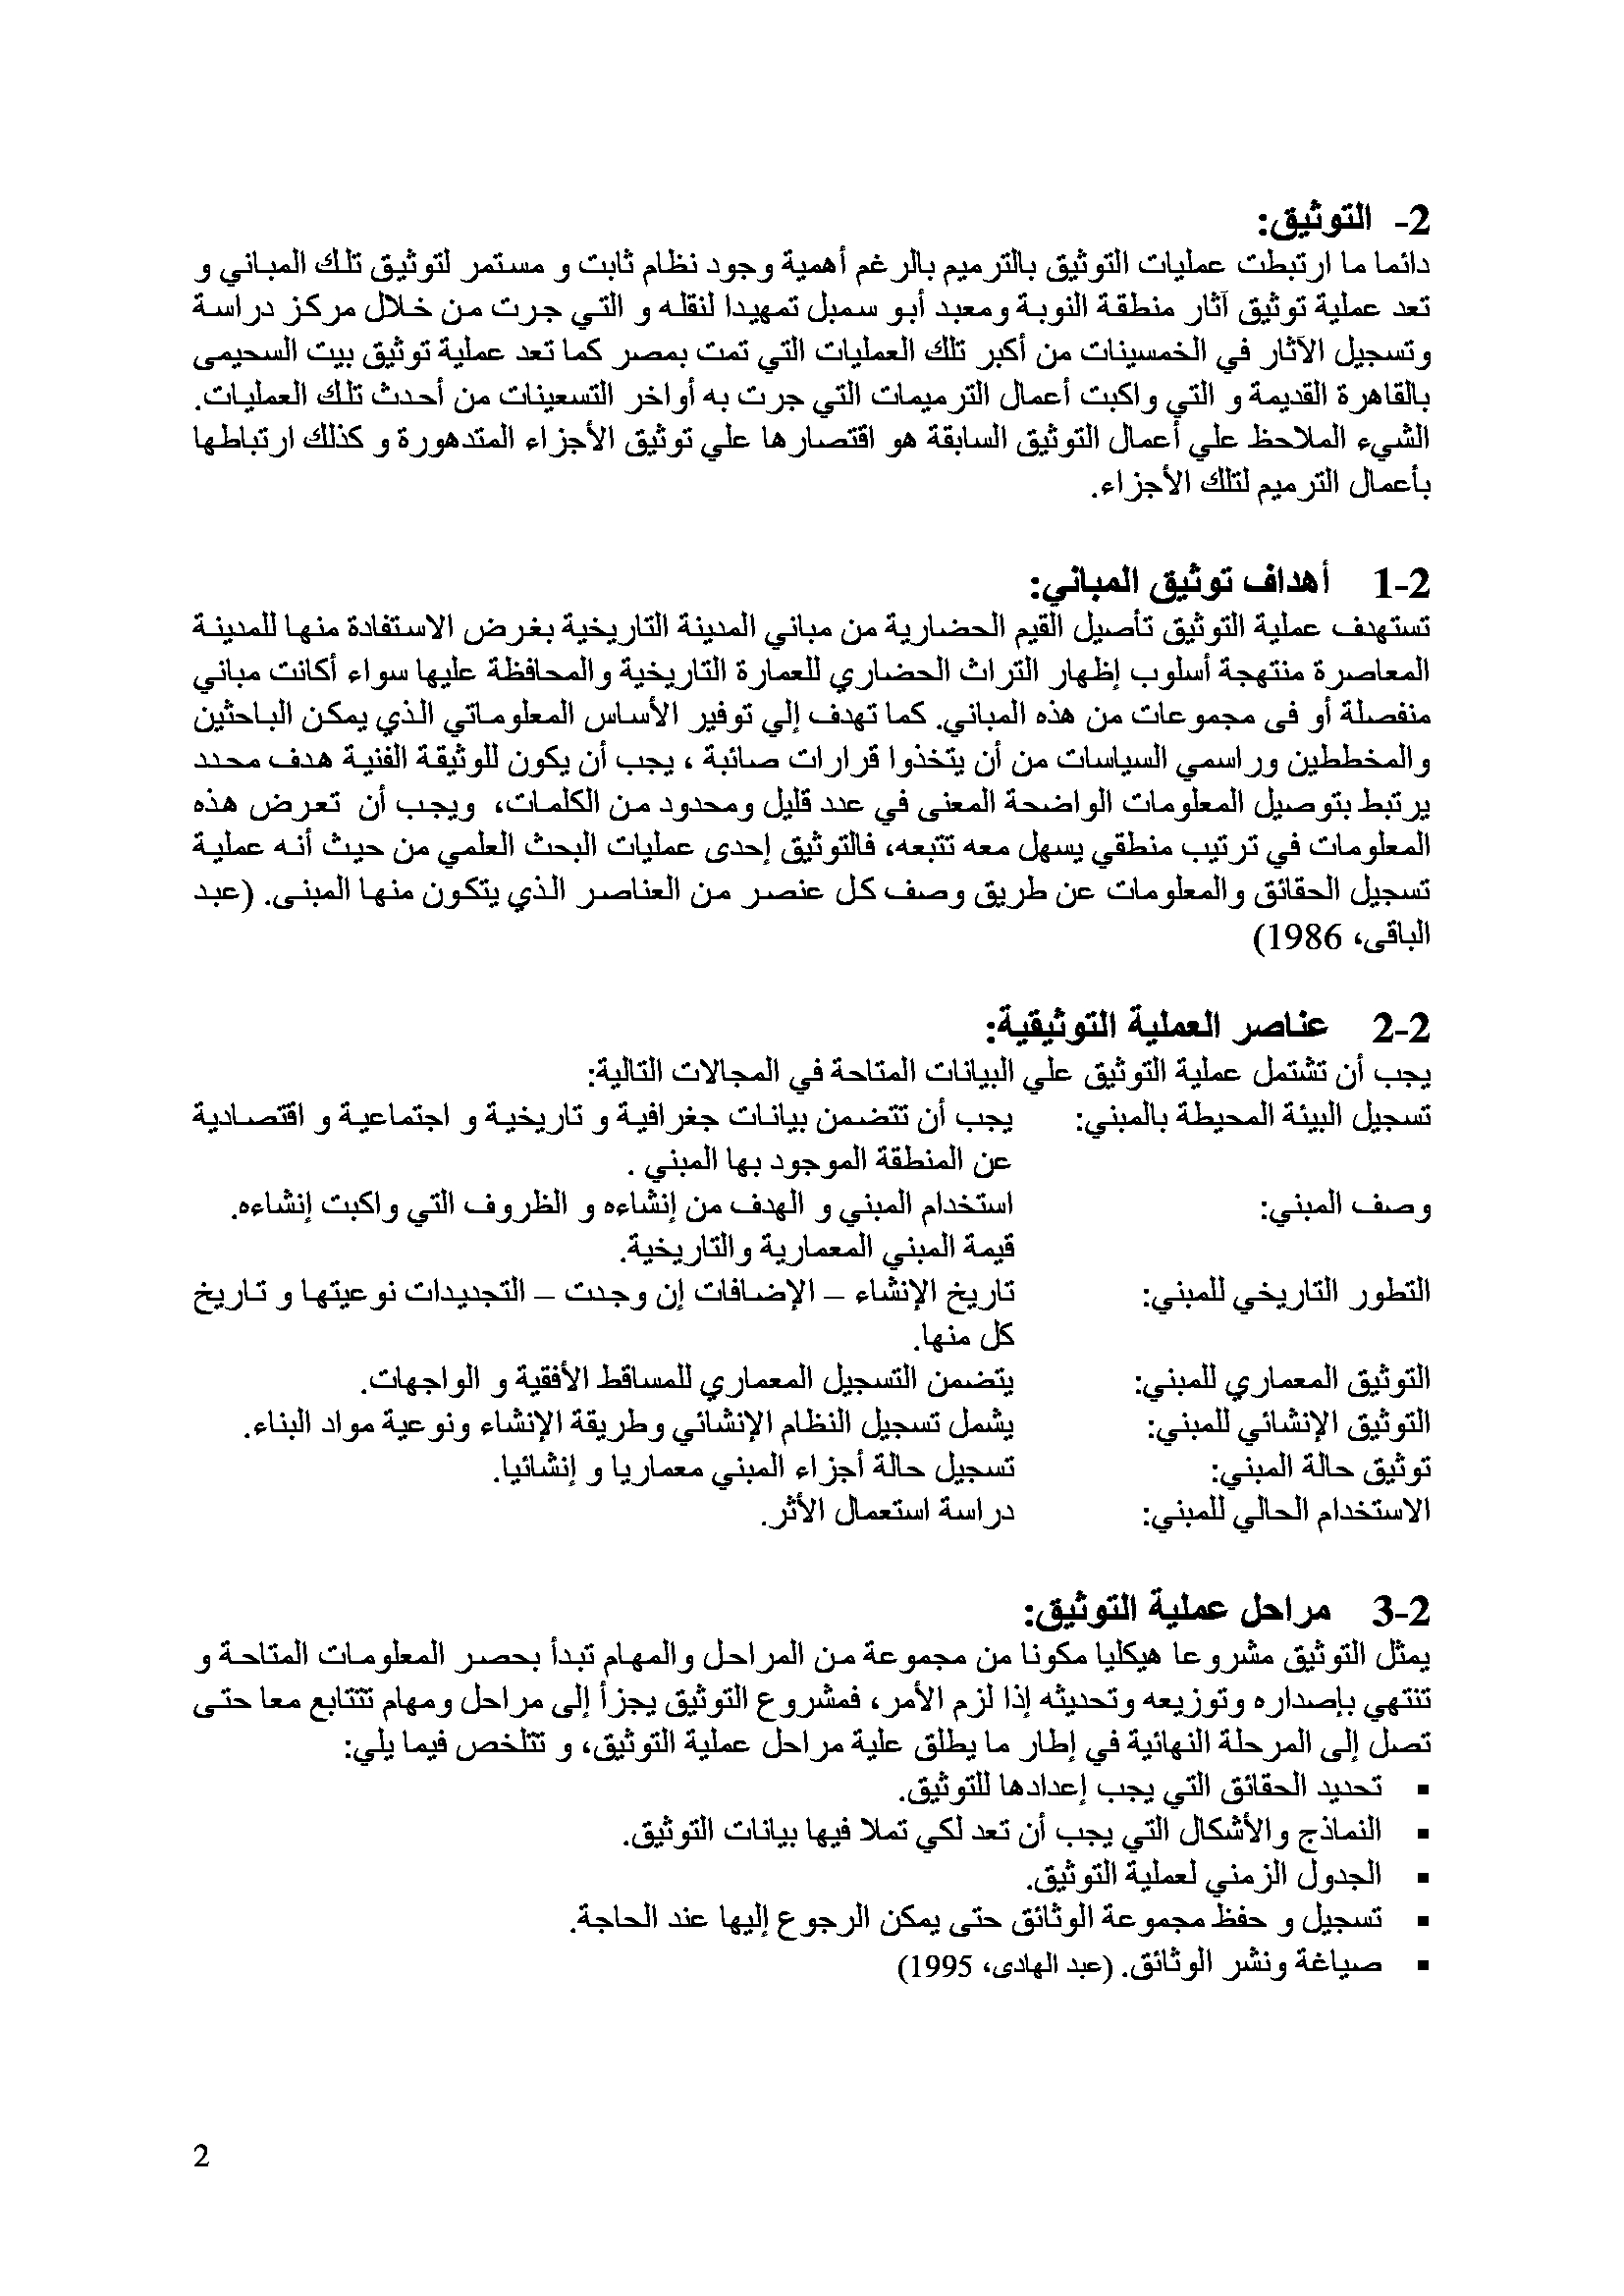 2- التوثيق:
دائما ما ارتبطت عمليات التوثيق بالترميم بالرغم أهمية وجود نظام ثابت و مستمر لتوثيق تلك المباني و
تعد عملية توثيق آثار منطقة النوبة ومعبد أبو سمبل تمهيدا لنقله و التي جرت من خلال مركز دراسة
وتسجيل الآثار في الخمسينات من أكبر تلك العمليات التي تمت بمصر كما تعد عملية توثيق بيت السحيمى
بالقاهرة القديمة و التي واكبت أعمال الترميمات التي جرت به أواخر التسعينات من أحدث تلك العمليات.
الشيء الملاحظ علي أعمال التوثيق السابقة هو اقتصارها علي توثيق الأجزاء المتدهورة و كذلك ارتباطها
بأعمال الترميم لتلك الأجزاء.
1-2 أهداف توثيق المباني:
تستهدف عملية التوثيق تأصيل القيم الحضارية من مباني المدينة التاريخية بغرض الاستفادة منها للمدينة
المعاصرة منتهجة أسلوب إظهار التراث الحضاري للعمارة التاريخية والمحافظة عليها سواء أكانت مباني
منفصلة أو فى مجموعات من هذه المباني. كما تهدف إلي توفير الأساس المعلوماتي الذي يمكن الباحثين
والمخططين وراسمي السياسات من أن يتخذوا قرارات صائبة ، يجب أن يكون للوثيقة الفنية هدف محدد
يرتبط بتوصيل المعلومات الواضحة المعنى في عدد قليل ومحدود من الكلمات، ويجب أن تعرض هذه
المعلومات في ترتيب منطقي يسهل معه تتبعه، فالتوثيق إحدى عمليات البحث العلمي من حيث أنه عملية
تسجيل الحقائق والمعلومات عن طريق وصف كل عنصر من العناصر الذي يتكون منها المبنى. (عبد
الباقى، 1986)
2-2 عناصر العملية التوثيقية:
يجب أن تشتمل عملية التوثيق علي البيانات المتاحة في المجالات التالية:
تسجيل البيئة المحيطة بالمبني: يجب أن تتضمن بيانات جغرافية و تاريخية و اجتماعية و اقتصادية
عن المنطقة الموجود بها المبني .
وصف المبني: استخدام المبني و الهدف من إنشاءه و الظروف التي واكبت إنشاءه.
قيمة المبني المعمارية والتاريخية.
التطور التاريخي للمبني: تاريخ الإنشاء – الإضافات إن وجدت – التجديدات نوعيتها و تاريخ
كل منها.
التوثيق المعماري للمبني: يتضمن التسجيل المعماري للمساقط الأفقية و الواجهات.
التوثيق الإنشائي للمبني: يشمل تسجيل النظام الإنشائي وطريقة الإنشاء ونوعية مواد البناء.
توثيق حالة المبني: تسجيل حالة أجزاء المبني معماريا و إنشائيا.
الاستخدام الحالي للمبني: دراسة استعمال الأثر.
3-2 مراحل عملية التوثيق:
يمثل التوثيق مشروعا هيكليا مكونا من مجموعة من المراحل والمهام تبدأ بحصر المعلومات المتاحة و
تنتهي بإصداره وتوزيعه وتحديثه إذا لزم الأمر، فمشروع التوثيق يجزأ إلى مراحل ومهام تتتابع معا حتى
تصل إلى المرحلة النهائية في إطار ما يطلق علية مراحل عملية التوثيق، و تتلخص فيما يلي:
▪ تحديد الحقائق التي يجب إعدادها للتوثيق.
▪ النماذج والأشكال التي يجب أن تعد لكي تملا فيها بيانات التوثيق.
▪ الجدول الزمني لعملية التوثيق.
▪ تسجيل و حفظ مجموعة الوثائق حتى يمكن الرجوع إليها عند الحاجة.
▪ صياغة ونشر الوثائق. (عبد الهادى، 1995)
2